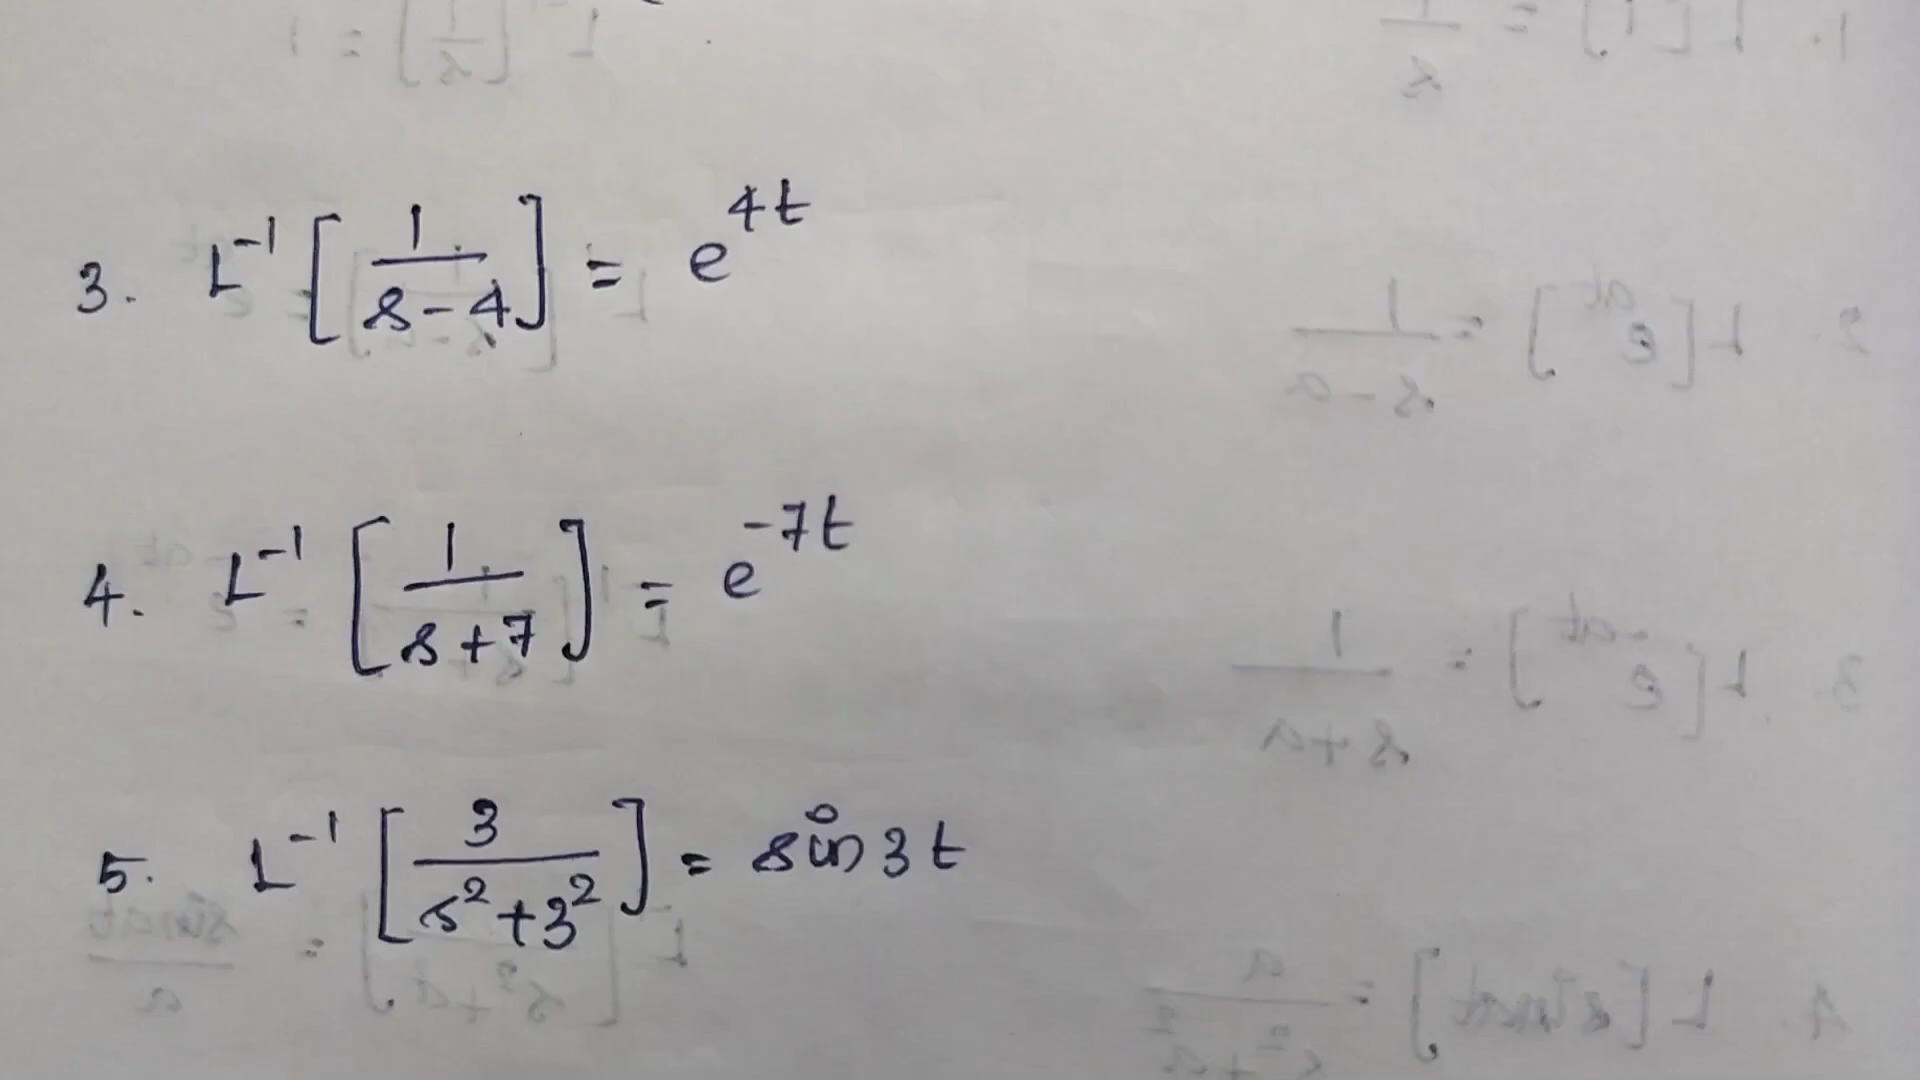 3. L⁻¹ [1/(s-4)] = e^{4t}
4. L⁻¹ [1/(s+7)] = e^{-7t}
5. L⁻¹ [3/(s²+3²)] = sin 3t